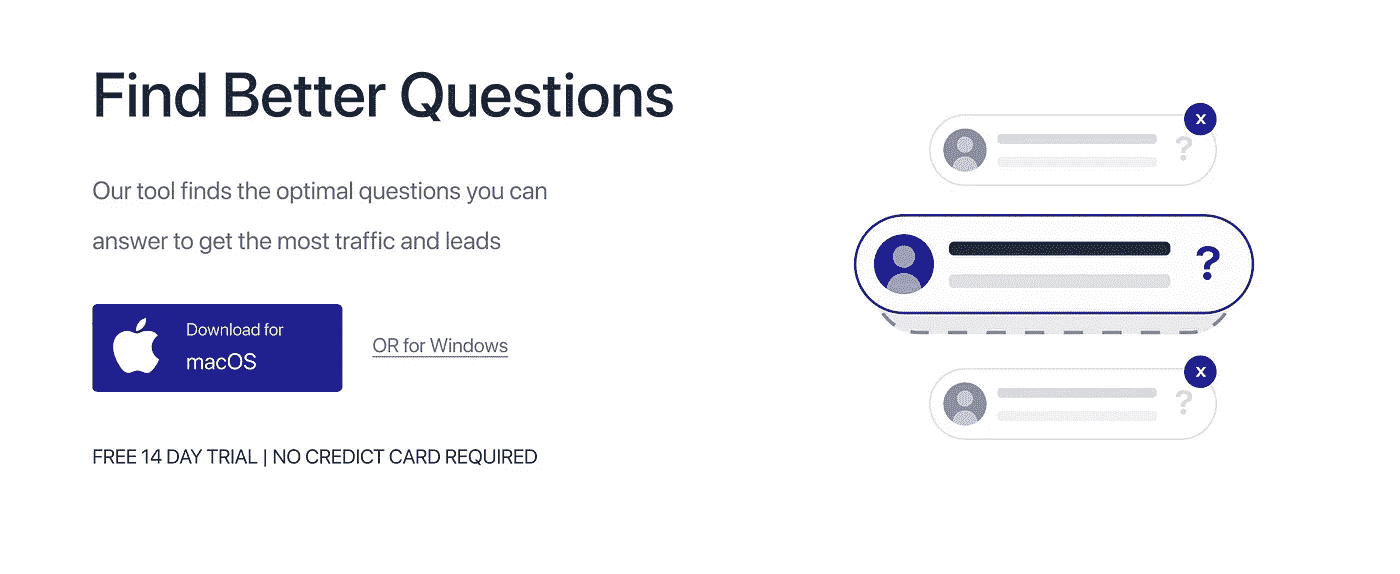 Find Better Questions
Our tool finds the optimal questions you can
answer to get the most traffic and leads
Download for
macOS
OR for Windows
FREE 14 DAY TRIAL | NO CREDICT CARD REQUIRED
x
?
?
x
?